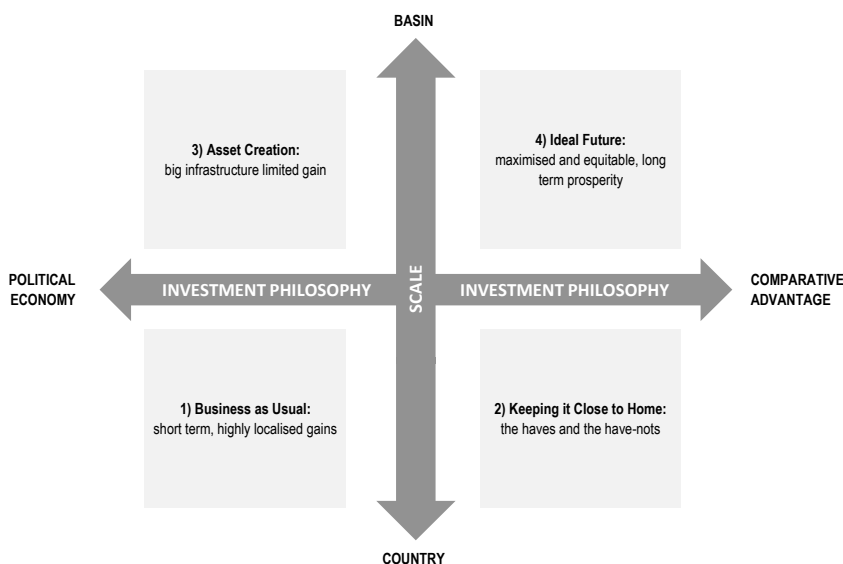 BASIN
3) Asset Creation:
big infrastructure limited gain
4) Ideal Future:
maximised and equitable, long
term prosperity
POLITICAL
ECONOMY
INVESTMENT PHILOSOPHY
SCALE
INVESTMENT PHILOSOPHY
COMPARATIVE
ADVANTAGE
1) Business as Usual:
short term, highly localised gains
2) Keeping it Close to Home:
the haves and the have-nots
COUNTRY